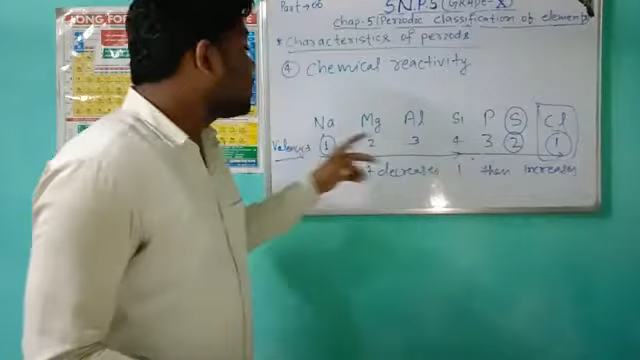 Part → 06 SNPS (GRADE-X)
chap-5 (Periodic classification of elements
* Characteristics of periods
④ Chemical reactivity
Na Mg Al Si P S Cl
Valency → 1 2 3 4 3 2 1
decreases then increases